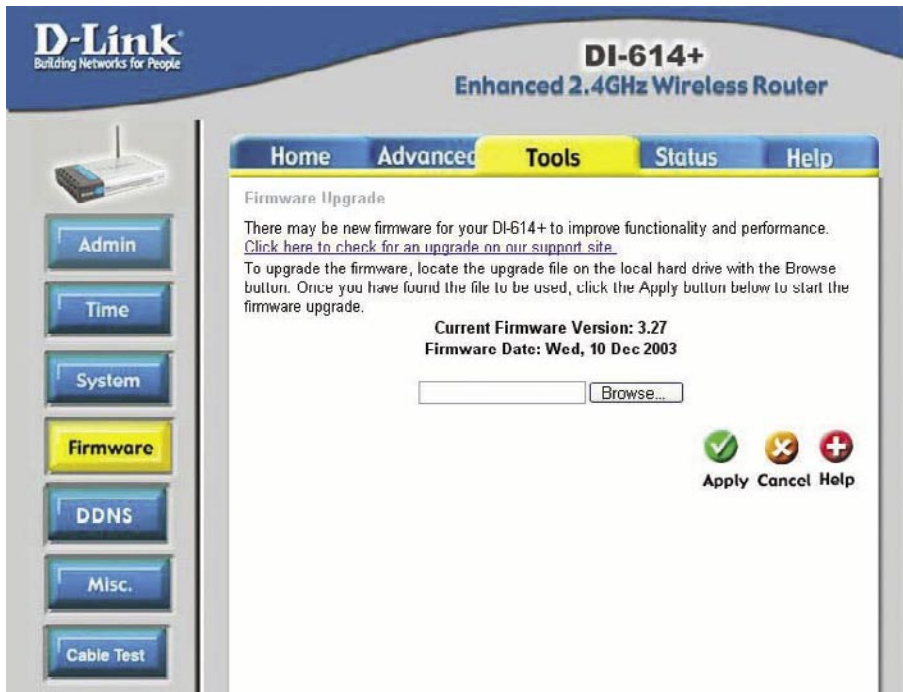 D-Link
Building Networks for People
DI-614+
Enhanced 2.4GHz Wireless Router
Home Advanced Tools Status Help
Admin
Time
System
Firmware
DDNS
Misc.
Cable Test
Firmware Upgrade
There may be new firmware for your DI-614+ to improve functionality and performance.
Click here to check for an upgrade on our support site.
To upgrade the firmware, locate the upgrade file on the local hard drive with the Browse
button. Once you have found the file to be used, click the Apply button below to start the
firmware upgrade.
Current Firmware Version: 3.27
Firmware Date: Wed, 10 Dec 2003
Browse...
Apply Cancel Help